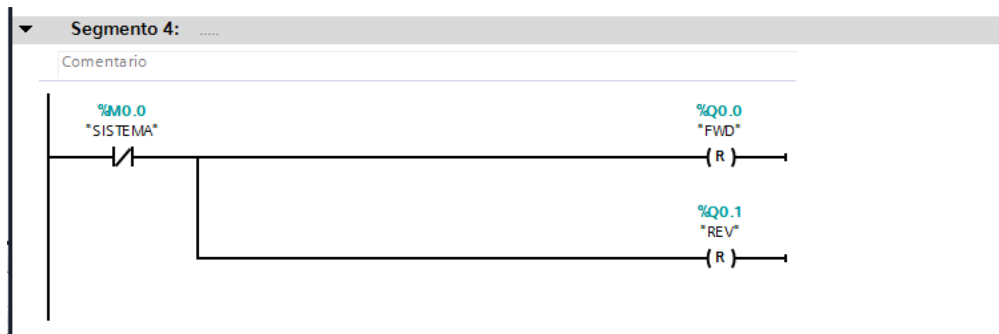 Segmento 4: .....
Comentario
%M0.0
"SISTEMA"
%Q0.0
"FWD"
( R )
%Q0.1
"REV"
( R )